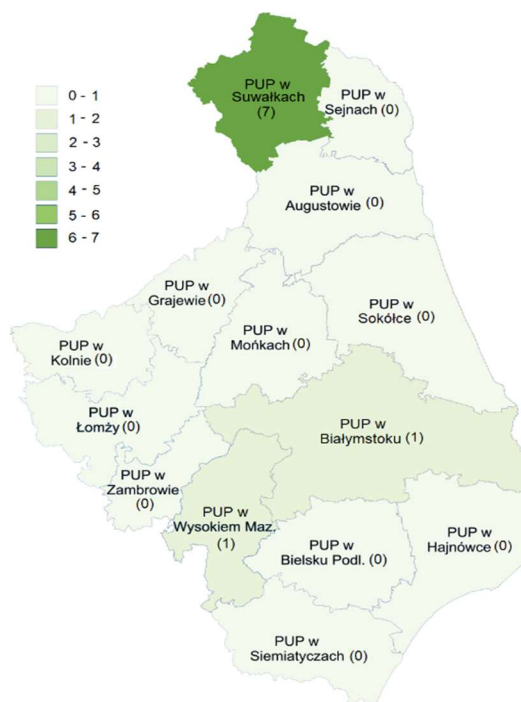 PUP w
Suwałkach
(7)
PUP w
Sejnach (0)
0 - 1
1 - 2
2 - 3
3 - 4
4 - 5
5 - 6
6 - 7
PUP w
Augustowie (0)
PUP w
Grajewie (0)
PUP w
Sokółce (0)
PUP w
Mońkach (0)
PUP w
Kolnie (0)
PUP w
Łomży (0)
PUP w
Białymstoku (1)
PUP w
Zambrowie
(0)
PUP w
Wysokiem Maz.
(1)
PUP w
Hajnówce (0)
PUP w
Bielsku Podl. (0)
PUP w
Siemiatyczach (0)